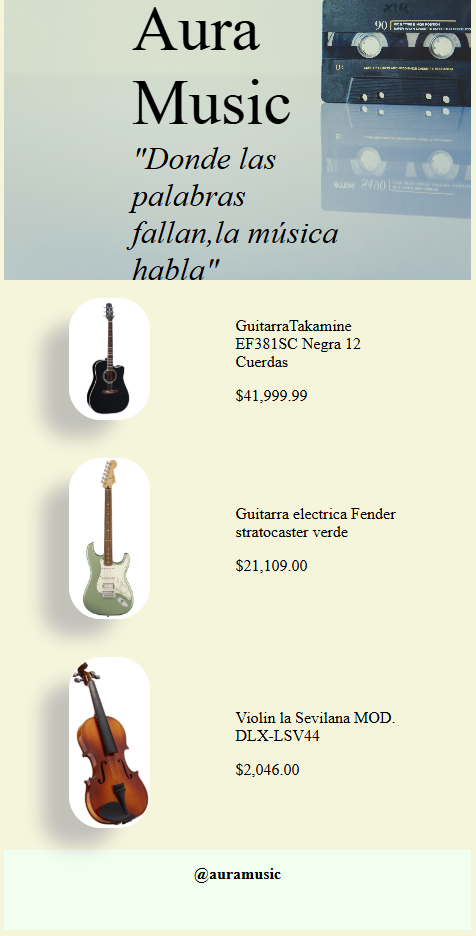 Aura
Music
"Donde las
palabras
fallan,la música
habla"
90
GuitarraTakamine
EF381SC Negra 12
Cuerdas
$41,999.99
Guitarra electrica Fender
stratocaster verde
$21,109.00
Violin la Sevilana MOD.
DLX-LSV44
$2,046.00
@auramusic